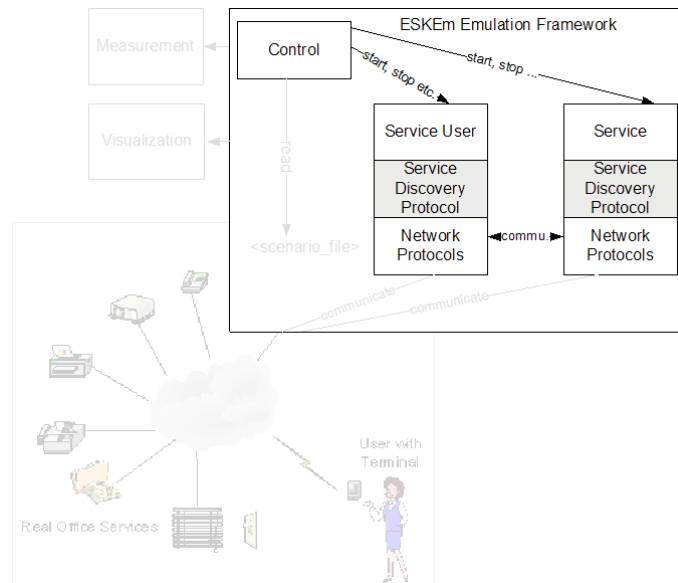 ESKEm Emulation Framework
Measurement
Control
start, stop ...
start, stop etc.
Visualization
read
Service User
Service
Service
Discovery
Protocol
Service
Discovery
Protocol
<scenario_file>
Network
Protocols
commu.
Network
Protocols
communicate
communicate
User with
Terminal
Real Office Services